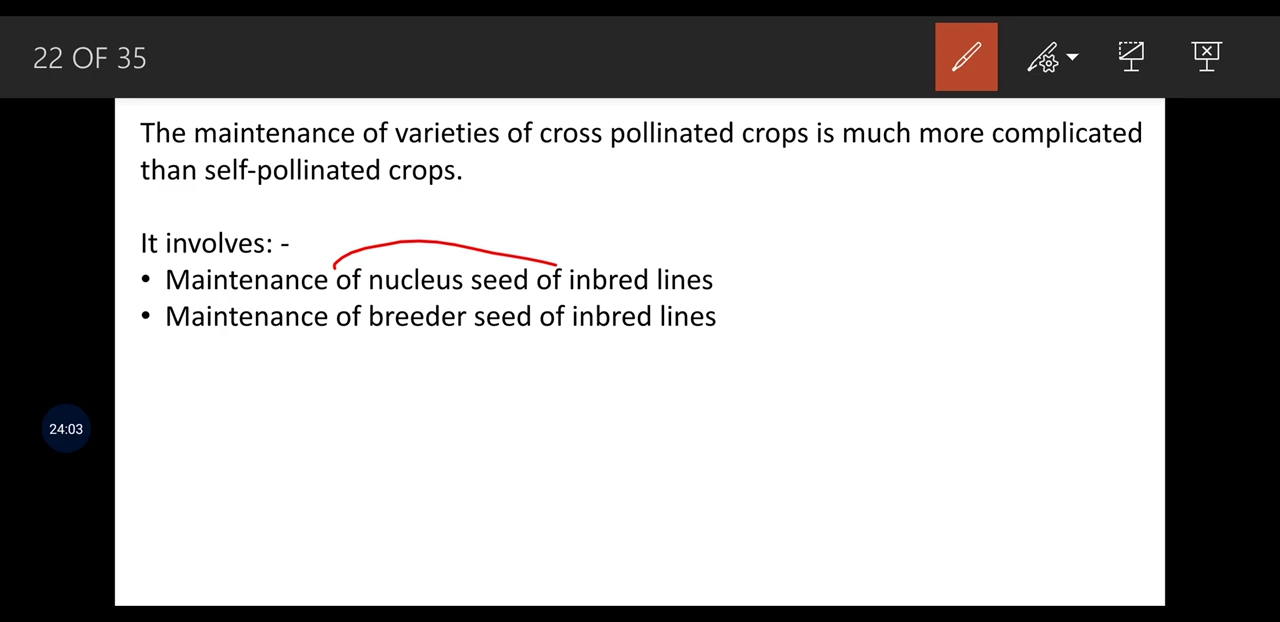 22 OF 35
The maintenance of varieties of cross pollinated crops is much more complicated
than self-pollinated crops.
It involves: -
• Maintenance of nucleus seed of inbred lines
• Maintenance of breeder seed of inbred lines
24:03